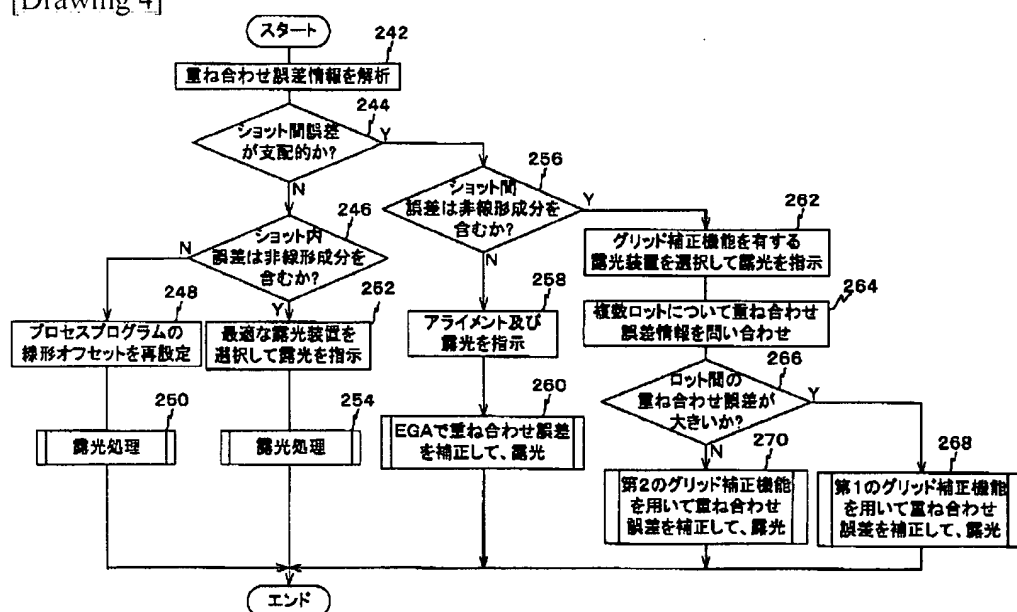 [Drawing 4]
スタート
242
重ね合わせ誤差情報を解析
244
ショット間誤差
が支配的か?
Y
N
256
ショット間
誤差は非線形成分を
含むか?
Y
N
246
ショット内
誤差は非線形成分を
含むか?
N
Y
262
グリッド補正機能を有する
露光装置を選択して露光を指示
264
複数ロットについて重ね合わせ
誤差情報を問い合わせ
248
プロセスプログラムの
線形オフセットを再設定
252
最適な露光装置を
選択して露光を指示
258
アライメント及び
露光を指示
266
ロット間の
重ね合わせ誤差が
大きいか?
Y
N
250
露光処理
254
露光処理
260
EGAで重ね合わせ誤差
を補正して、露光
270
第2のグリッド補正機能
を用いて重ね合わせ
誤差を補正して、露光
268
第1のグリッド補正機能
を用いて重ね合わせ
誤差を補正して、露光
エンド